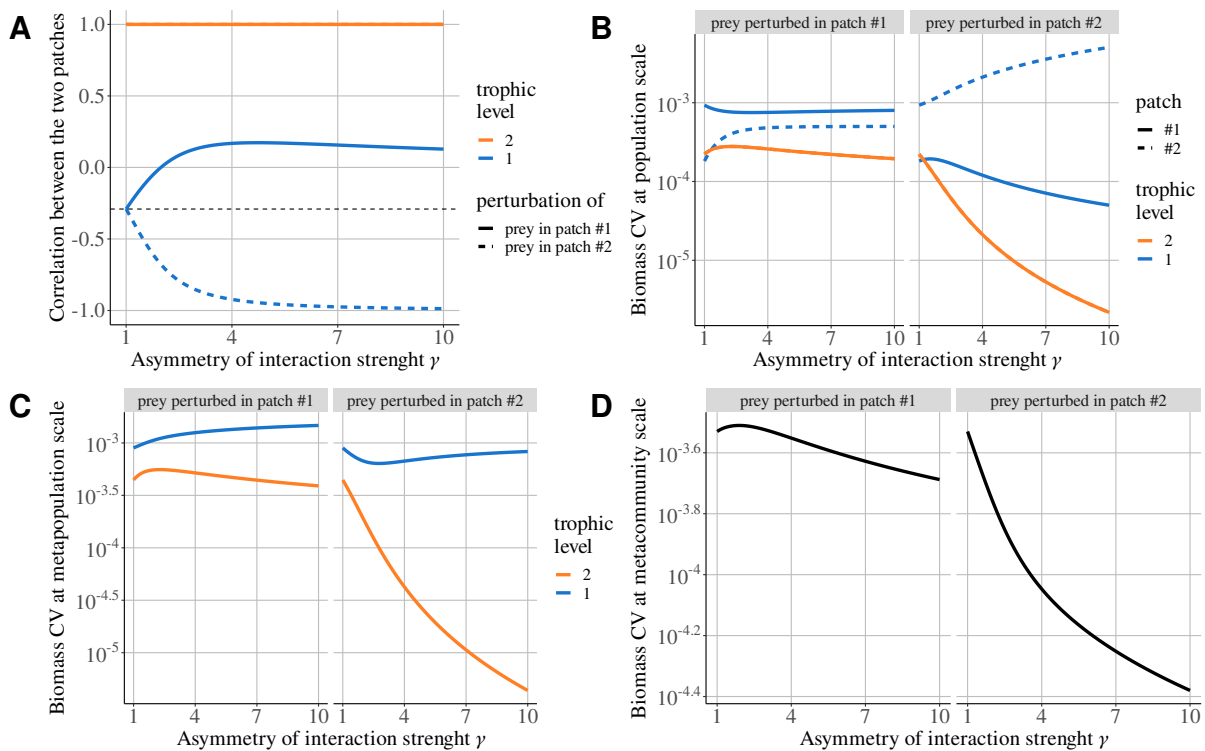 A
Correlation between the two patches
1.0
0.5
0.0
-0.5
-1.0
1
4
7
10
Asymmetry of interaction strenght γ
trophic
level
2
1
perturbation of
prey in patch #1
prey in patch #2
B
prey perturbed in patch #1
prey perturbed in patch #2
Biomass CV at population scale
10-3
10-4
10-5
1
4
7
10
1
4
7
10
Asymmetry of interaction strenght γ
patch
#1
#2
trophic
level
2
1
C
prey perturbed in patch #1
prey perturbed in patch #2
Biomass CV at metapopulation scale
10-3
10-3.5
10-4
10-4.5
10-5
1
4
7
10
1
4
7
10
Asymmetry of interaction strenght γ
trophic
level
2
1
D
prey perturbed in patch #1
prey perturbed in patch #2
Biomass CV at metacommunity scale
10-3.6
10-3.8
10-4
10-4.2
10-4.4
1
4
7
10
1
4
7
10
Asymmetry of interaction strenght γ